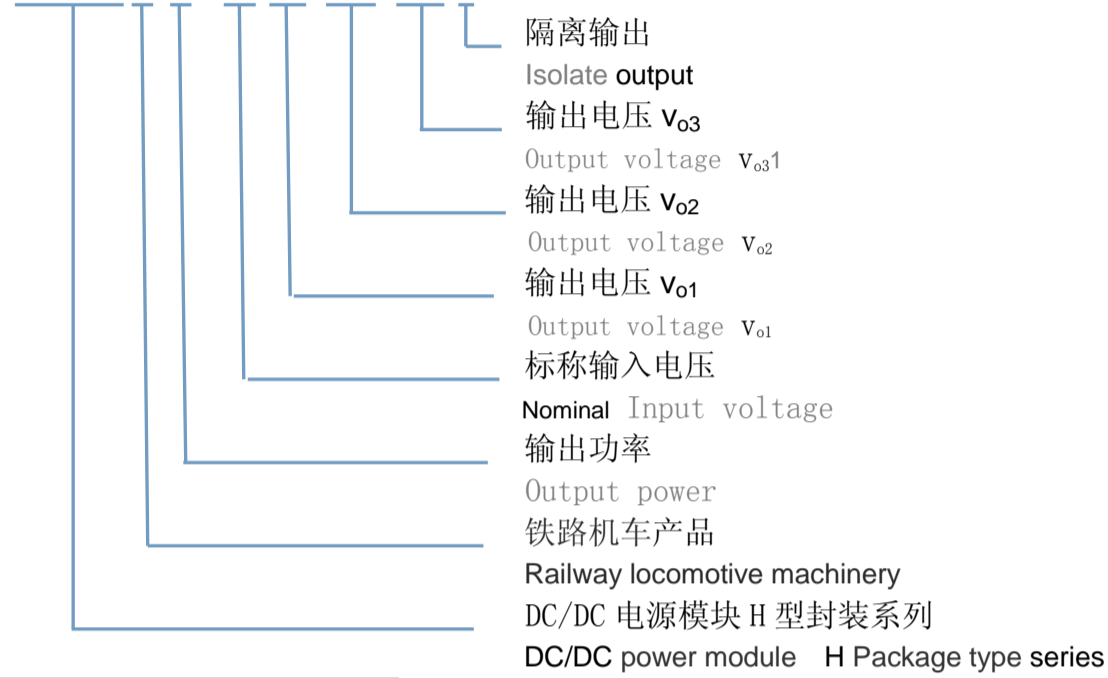 隔离输出
Isolate output
输出电压 Vo3
Output voltage Vo31
输出电压 Vo2
Output voltage Vo2
输出电压 Vo1
Output voltage Vo1
标称输入电压
Nominal Input voltage
输出功率
Output power
铁路机车产品
Railway locomotive machinery
DC/DC 电源模块 H 型封装系列
DC/DC power module H Package type series